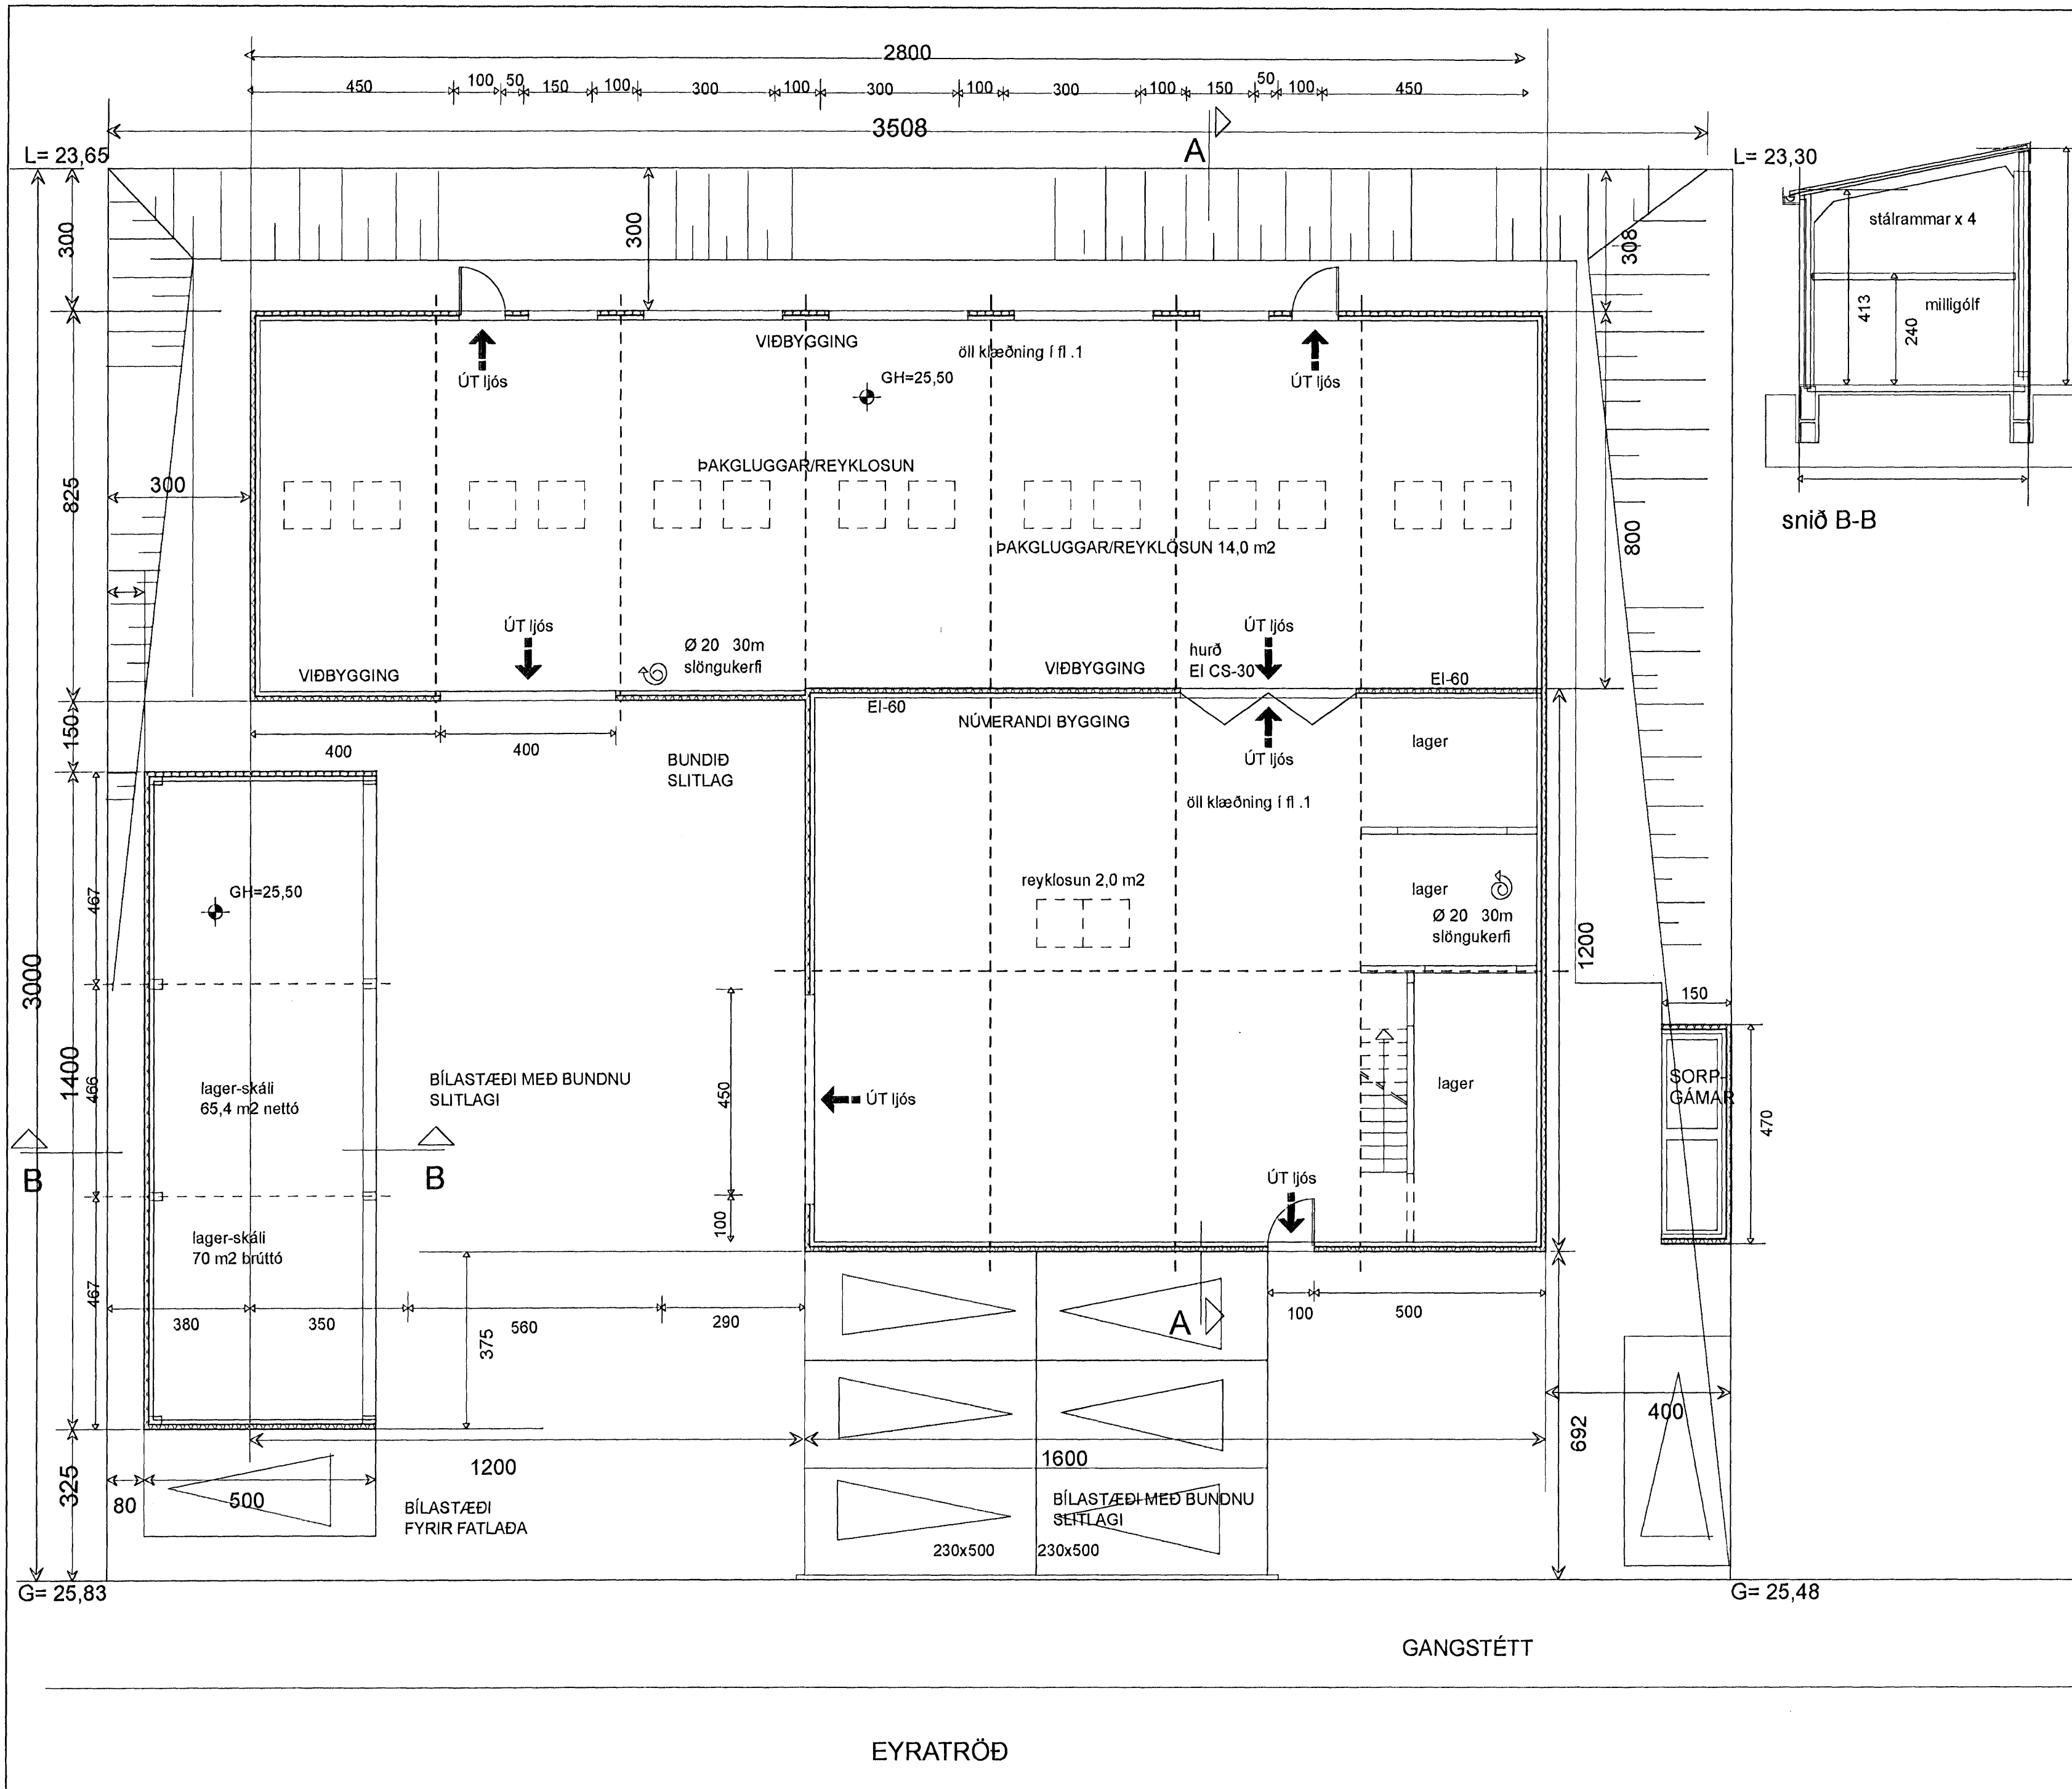 2800
450
100
50
150
100
300
100
300
100
300
100
150
50
100
450
3508
A
L= 23,65
L= 23,30
300
300
308
stálrammar x 4
413
240
milligólf
snið B-B
VIÐBYGGING
öll klæðning í fl .1
GH=25,50
ÚT ljós
ÚT ljós
825
300
ÞAKGLUGGAR/REYKLOSUN
ÞAKGLUGGAR/REYKLÖSUN 14,0 m2
800
ÚT ljós
Ø 20 30m
slöngukerfi
VIÐBYGGING
VIÐBYGGING
ÚT ljós
hurð
EI CS-30
EI-60
EI-60
NÚVERANDI BYGGING
150
400
400
BUNDIÐ
SLITLAG
ÚT ljós
lager
öll klæðning í fl .1
467
GH=25,50
reyklosun 2,0 m2
lager
Ø 20 30m
slöngukerfi
1200
3000
1400
466
150
lager-skáli
65,4 m2 nettó
BÍLASTÆÐI MEÐ BUNDNU
SLITLAGI
450
ÚT ljós
lager
SORP-
GÁMAR
470
B
B
ÚT ljós
100
lager-skáli
70 m2 brúttó
467
380
350
560
290
375
A
100
500
400
692
1200
1600
325
80
500
BÍLASTÆÐI
FYRIR FATLAÐA
BÍLASTÆÐI MEÐ BUNDNU
SLITLAGI
230x500
230x500
G= 25,83
G= 25,48
GANGSTÉTT
EYRATRÖÐ